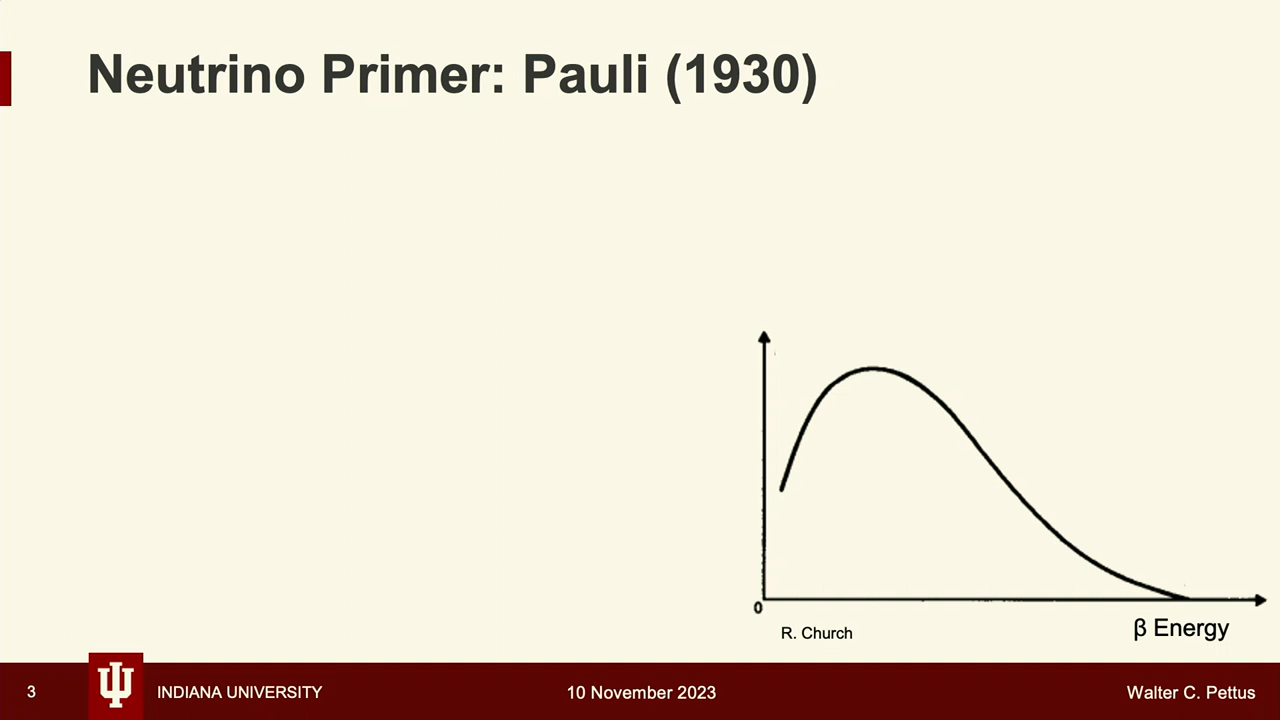 Neutrino Primer: Pauli (1930)
0
R. Church
β Energy
3
INDIANA UNIVERSITY
10 November 2023
Walter C. Pettus